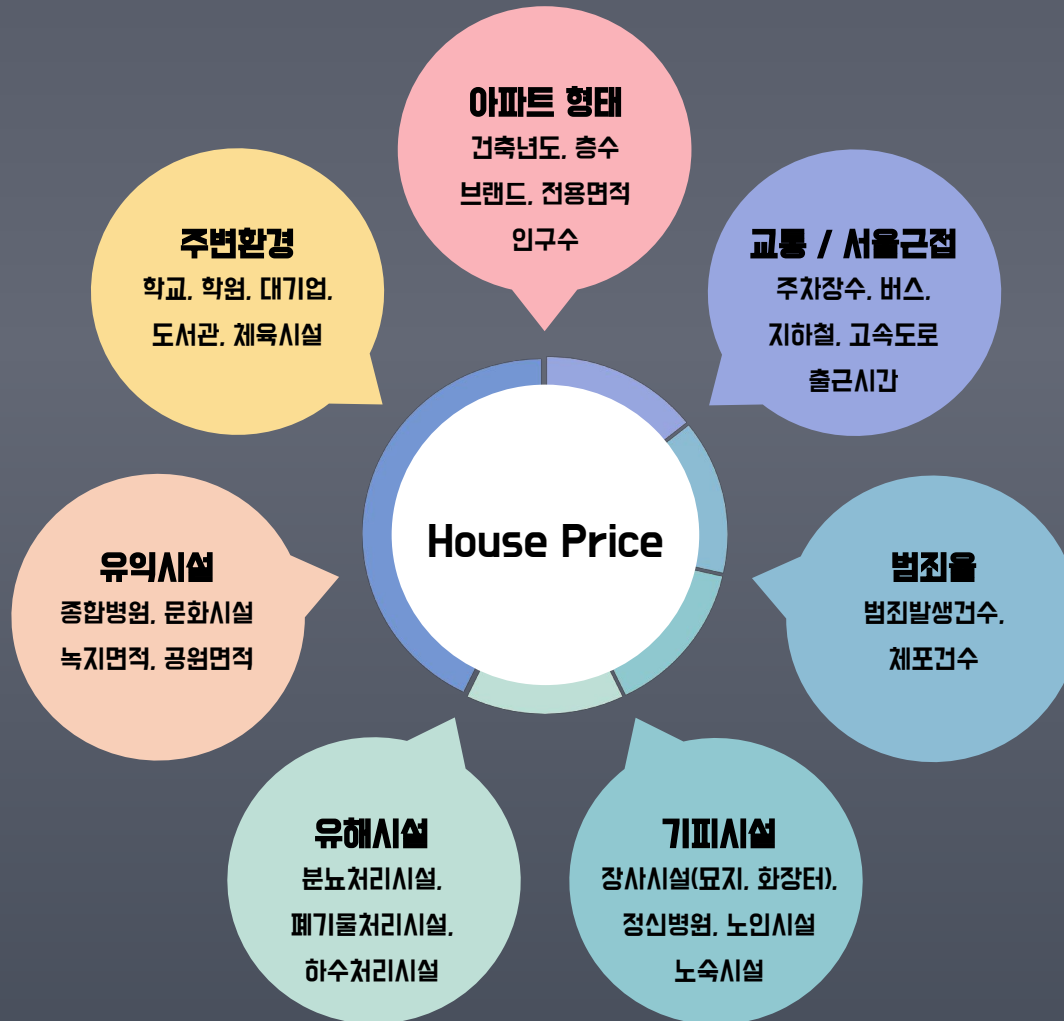 아파트 형태
건축년도, 층수
브랜드, 전용면적
인구수
주변환경
학교, 학원, 대기업,
도서관, 체육시설
교통 / 서울근접
주차장수, 버스,
지하철, 고속도로
출근시간
House Price
유익시설
종합병원, 문화시설
녹지면적, 공원면적
범죄율
범죄발생건수,
체포건수
유해시설
분뇨처리시설,
폐기물처리시설,
하수처리시설
기피시설
장사시설(묘지, 화장터),
정신병원, 노인시설
노숙시설